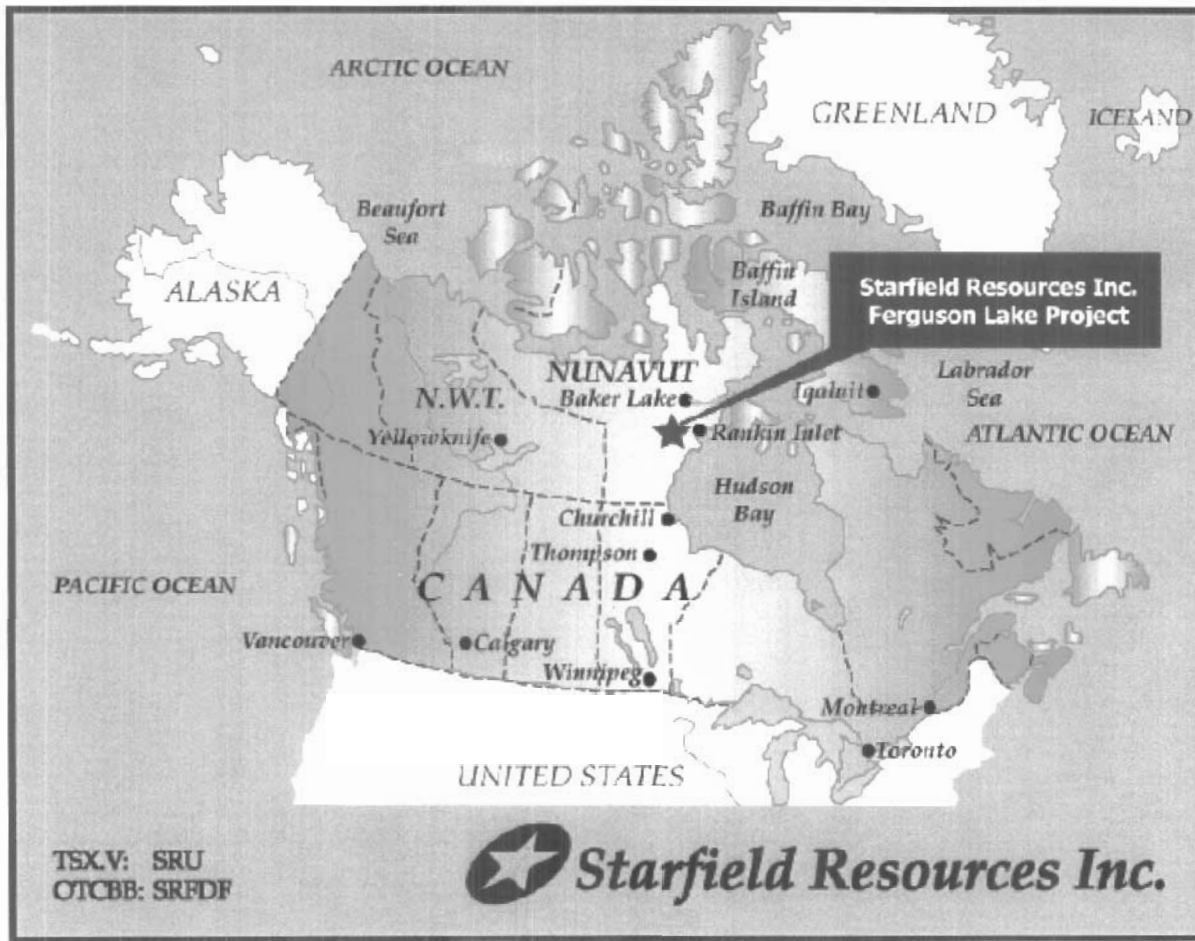 ARCTIC OCEAN
GREENLAND
ICELAND
Beaufort
Sea
Baffin Bay
ALASKA
Baffin
Island
Starfield Resources Inc.
Ferguson Lake Project
NUNAVUT
Baker Lake
N.W.T.
Iqaluit
Labrador
Sea
Yellowknife
Rankin Inlet
ATLANTIC OCEAN
Hudson
Bay
Churchill
Thompson
PACIFIC OCEAN
CANADA
Vancouver
Calgary
Winnipeg
Montreal
Toronto
UNITED STATES
TSX.V: SRU
OTCBB: SRFDF
Starfield Resources Inc.